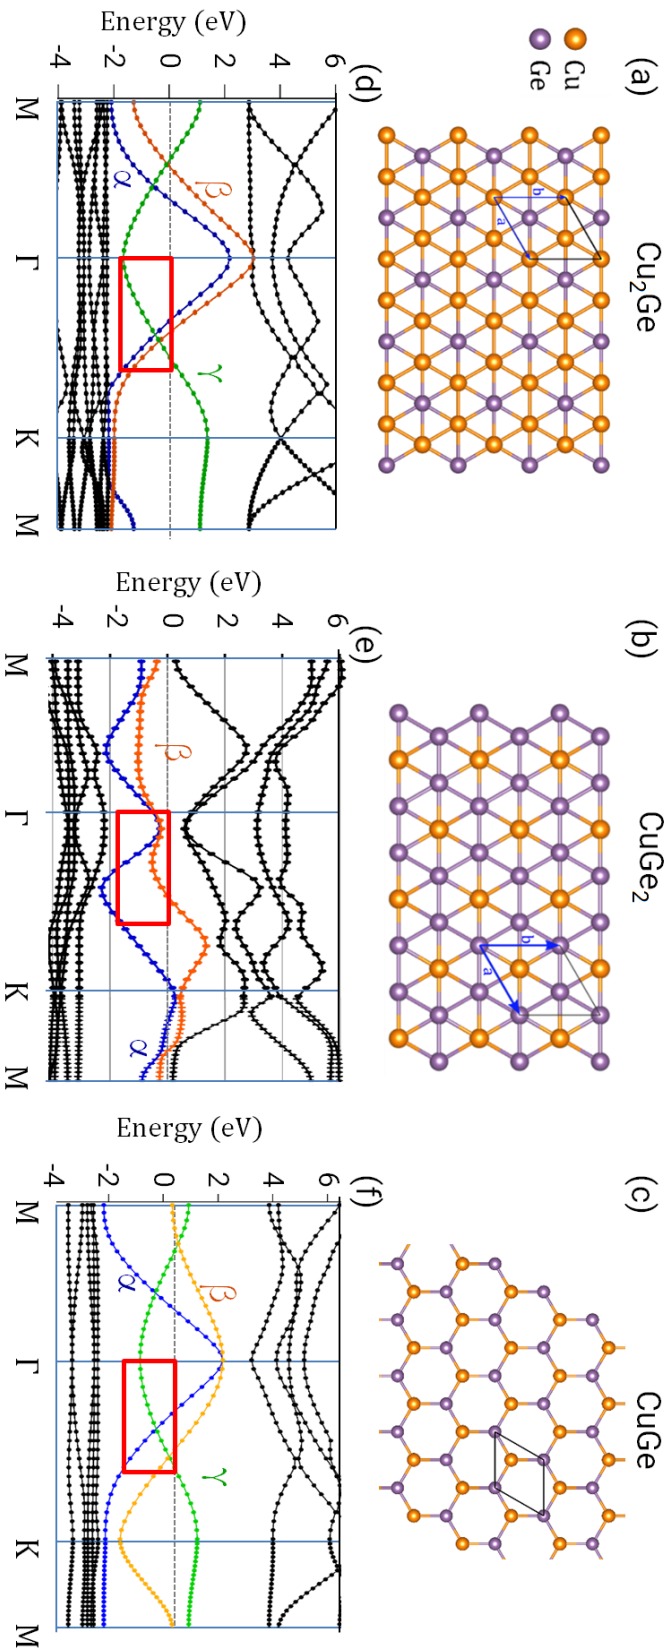 (a)
Cu₂Ge
Cu
Ge
b
a
(b)
CuGe₂
b
a
(c)
CuGe
(d)
Energy (eV)
6
4
2
0
-2
-4
β
α
γ
M
Γ
K
M
(e)
Energy (eV)
6
4
2
0
-2
-4
β
α
M
Γ
K
M
(f)
Energy (eV)
6
4
2
0
-2
-4
β
α
γ
M
Γ
K
M